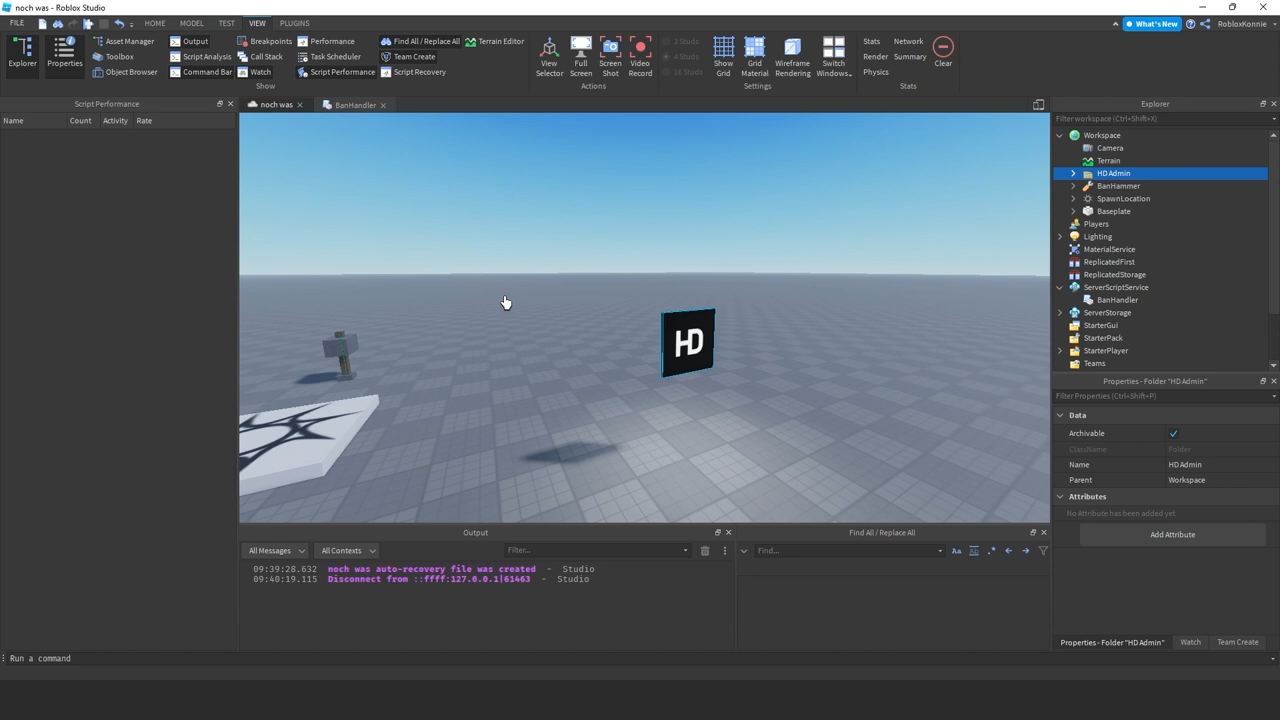 noch was - Roblox Studio
FILE HOME MODEL TEST VIEW PLUGINS What's New RobloxKonnie
Explorer
Properties
Asset Manager
Toolbox
Object Browser
Output
Script Analysis
Command Bar
Breakpoints
Call Stack
Watch
Performance
Task Scheduler
Script Performance
Find All / Replace All
Team Create
Script Recovery
Terrain Editor
Show
View
Selector
Full
Screen
Screen
Shot
Video
Record
Actions
2 Studs
4 Studs
16 Studs
Show
Grid
Grid
Material
Wireframe
Rendering
Switch
Windows
Settings
Stats
Render
Physics
Network
Summary
Clear
Stats
Script Performance
Name Count Activity Rate
noch was BanHandler
HD
Explorer
Filter workspace (Ctrl+Shift+X)
Workspace
Camera
Terrain
HD Admin
BanHammer
SpawnLocation
Baseplate
Players
Lighting
MaterialService
ReplicatedFirst
ReplicatedStorage
ServerScriptService
BanHandler
ServerStorage
StarterGui
StarterPack
StarterPlayer
Teams
Properties - Folder "HD Admin"
Filter Properties (Ctrl+Shift+P)
Data
Archivable
ClassName Folder
Name HD Admin
Parent Workspace
Attributes
No Attribute has been added yet
Add Attribute
Properties - Folder "HD Admin" Watch Team Create
Output
All Messages All Contexts Filter...
09:39:28.632 noch was auto-recovery file was created - Studio
09:40:19.115 Disconnect from ::ffff:127.0.0.1|61463 - Studio
Find All / Replace All
Find... Aa Ab .*
Run a command